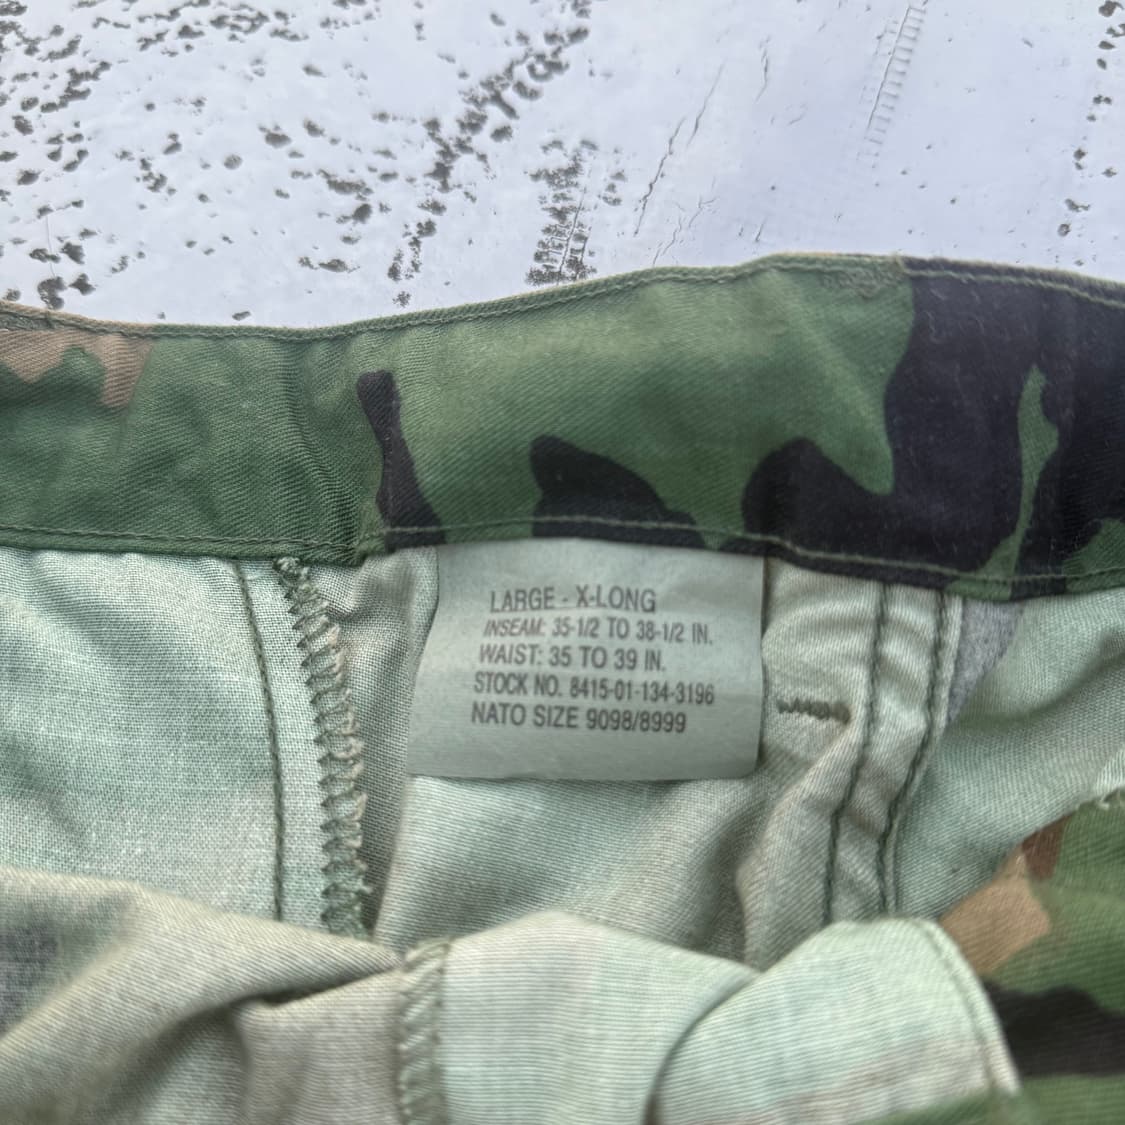 LARGE - X-LONG
INSEAM: 35-1/2 TO 38-1/2 IN.
WAIST: 35 TO 39 IN.
STOCK NO. 8415-01-134-3196
NATO SIZE 9098/8999